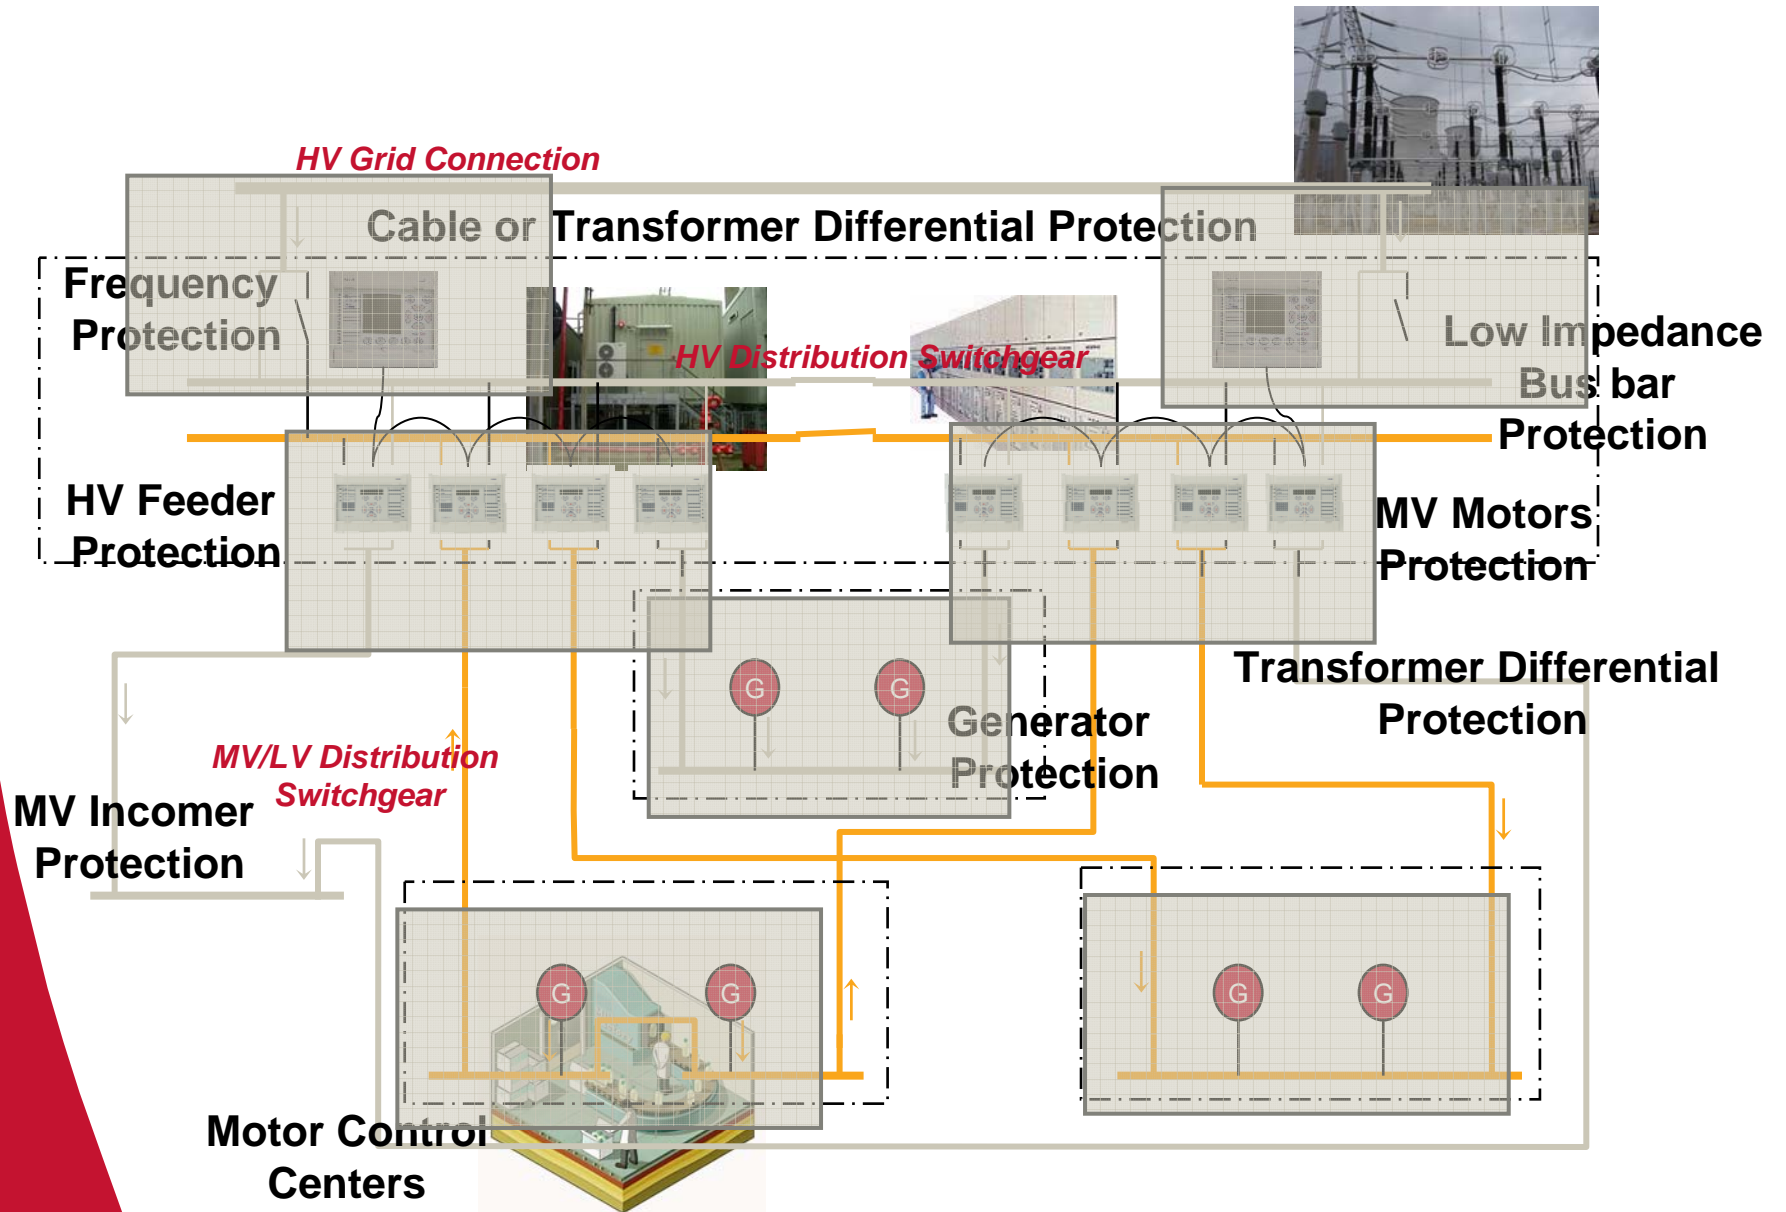 HV Grid Connection
Cable or Transformer Differential Protection
Frequency
Protection
HV Distribution Switchgear
Low Impedance
Bus bar
Protection
HV Feeder
Protection
MV Motors
Protection
Transformer Differential
Protection
G
G
Generator
Protection
MV/LV Distribution
Switchgear
MV Incomer
Protection
G
G
G
G
Motor Control
Centers